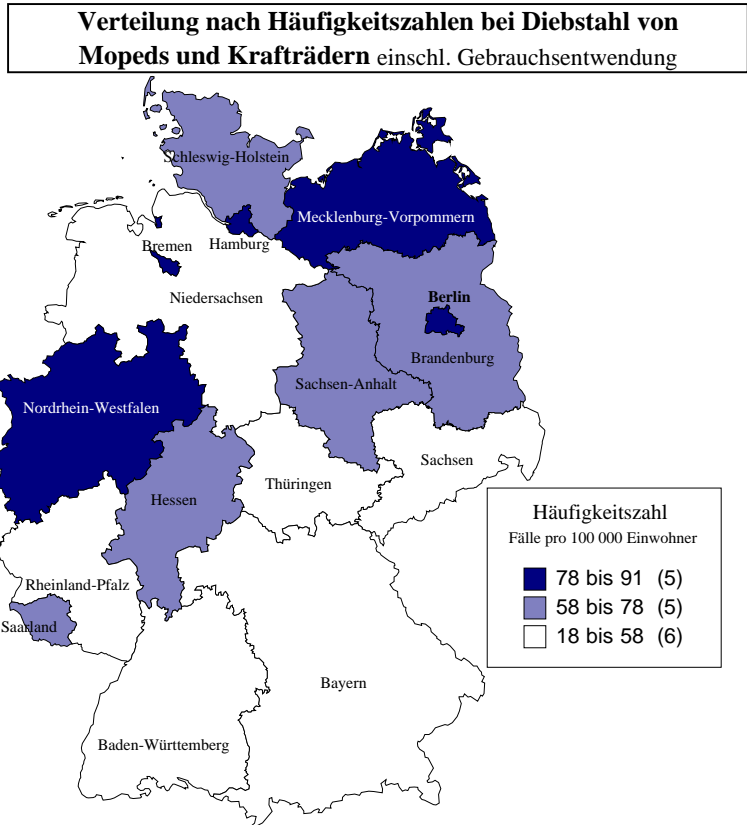 Verteilung nach Häufigkeitszahlen bei Diebstahl von
Mopeds und Krafträdern einschl. Gebrauchsentwendung
Schleswig-Holstein
Mecklenburg-Vorpommern
Bremen
Hamburg
Niedersachsen
Berlin
Brandenburg
Sachsen-Anhalt
Nordrhein-Westfalen
Sachsen
Thüringen
Hessen
Rheinland-Pfalz
Saarland
Bayern
Baden-Württemberg
Häufigkeitszahl
Fälle pro 100 000 Einwohner
78 bis 91 (5)
58 bis 78 (5)
18 bis 58 (6)